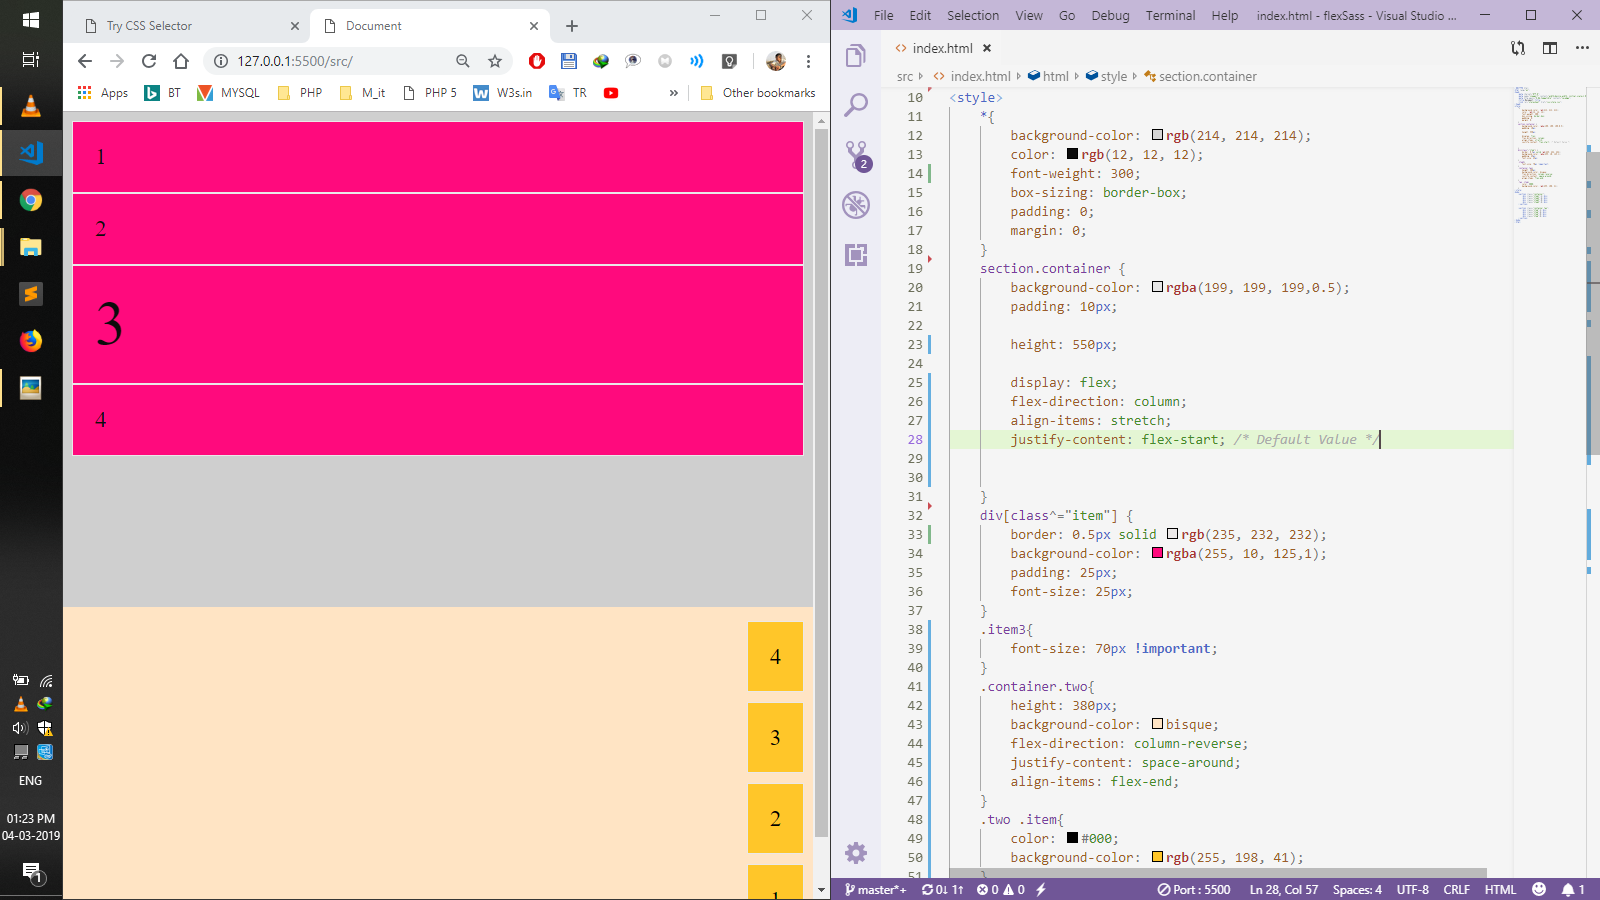 Try CSS Selector
Document
127.0.0.1:5500/src/
Apps
BT
MYSQL
PHP
M_it
PHP 5
W3s.in
TR
»
Other bookmarks
1
2
3
4
4
3
2
1
ENG
01:23 PM
04-03-2019
1
File Edit Selection View Go Debug Terminal Help index.html - flexSass - Visual Studio ...
index.html
src index.html html style section.container
2
10 <style>
11 *{
12 background-color: rgb(214, 214, 214);
13 color: rgb(12, 12, 12);
14 font-weight: 300;
15 box-sizing: border-box;
16 padding: 0;
17 margin: 0;
18 }
19 section.container {
20 background-color: rgba(199, 199, 199,0.5);
21 padding: 10px;
22
23 height: 550px;
24
25 display: flex;
26 flex-direction: column;
27 align-items: stretch;
28 justify-content: flex-start; /* Default Value */
29
30
31 }
32 div[class^="item"] {
33 border: 0.5px solid rgb(235, 232, 232);
34 background-color: rgba(255, 10, 125,1);
35 padding: 25px;
36 font-size: 25px;
37 }
38 .item3{
39 font-size: 70px !important;
40 }
41 .container.two{
42 height: 380px;
43 background-color: bisque;
44 flex-direction: column-reverse;
45 justify-content: space-around;
46 align-items: flex-end;
47 }
48 .two .item{
49 color: #000;
50 background-color: rgb(255, 198, 41);
51 }
master*+ 0↓ 1↑ 0 0 Port : 5500 Ln 28, Col 57 Spaces: 4 UTF-8 CRLF HTML 1